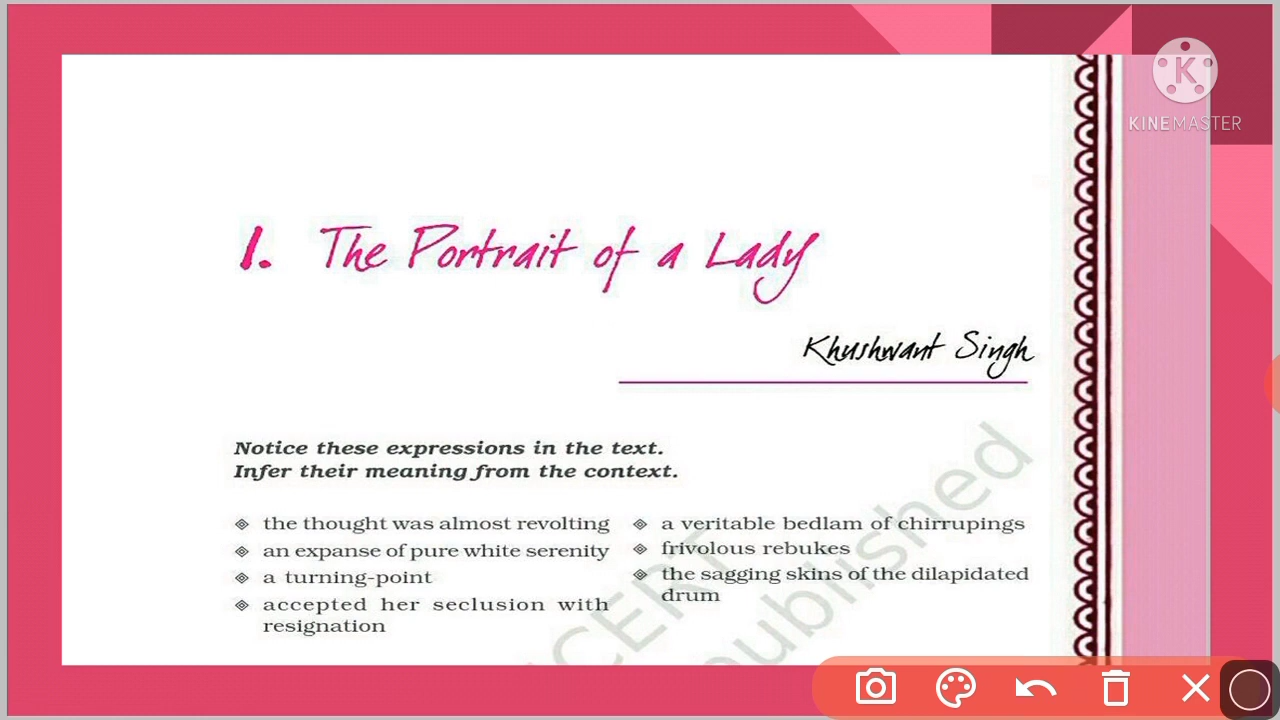 K
KINEMASTER
1. The Portrait of a Lady
Khushwant Singh
Notice these expressions in the text.
Infer their meaning from the context.
the thought was almost revolting
an expanse of pure white serenity
a turning-point
accepted her seclusion with
resignation
a veritable bedlam of chirrupings
frivolous rebukes
the sagging skins of the dilapidated
drum
NCERT
published